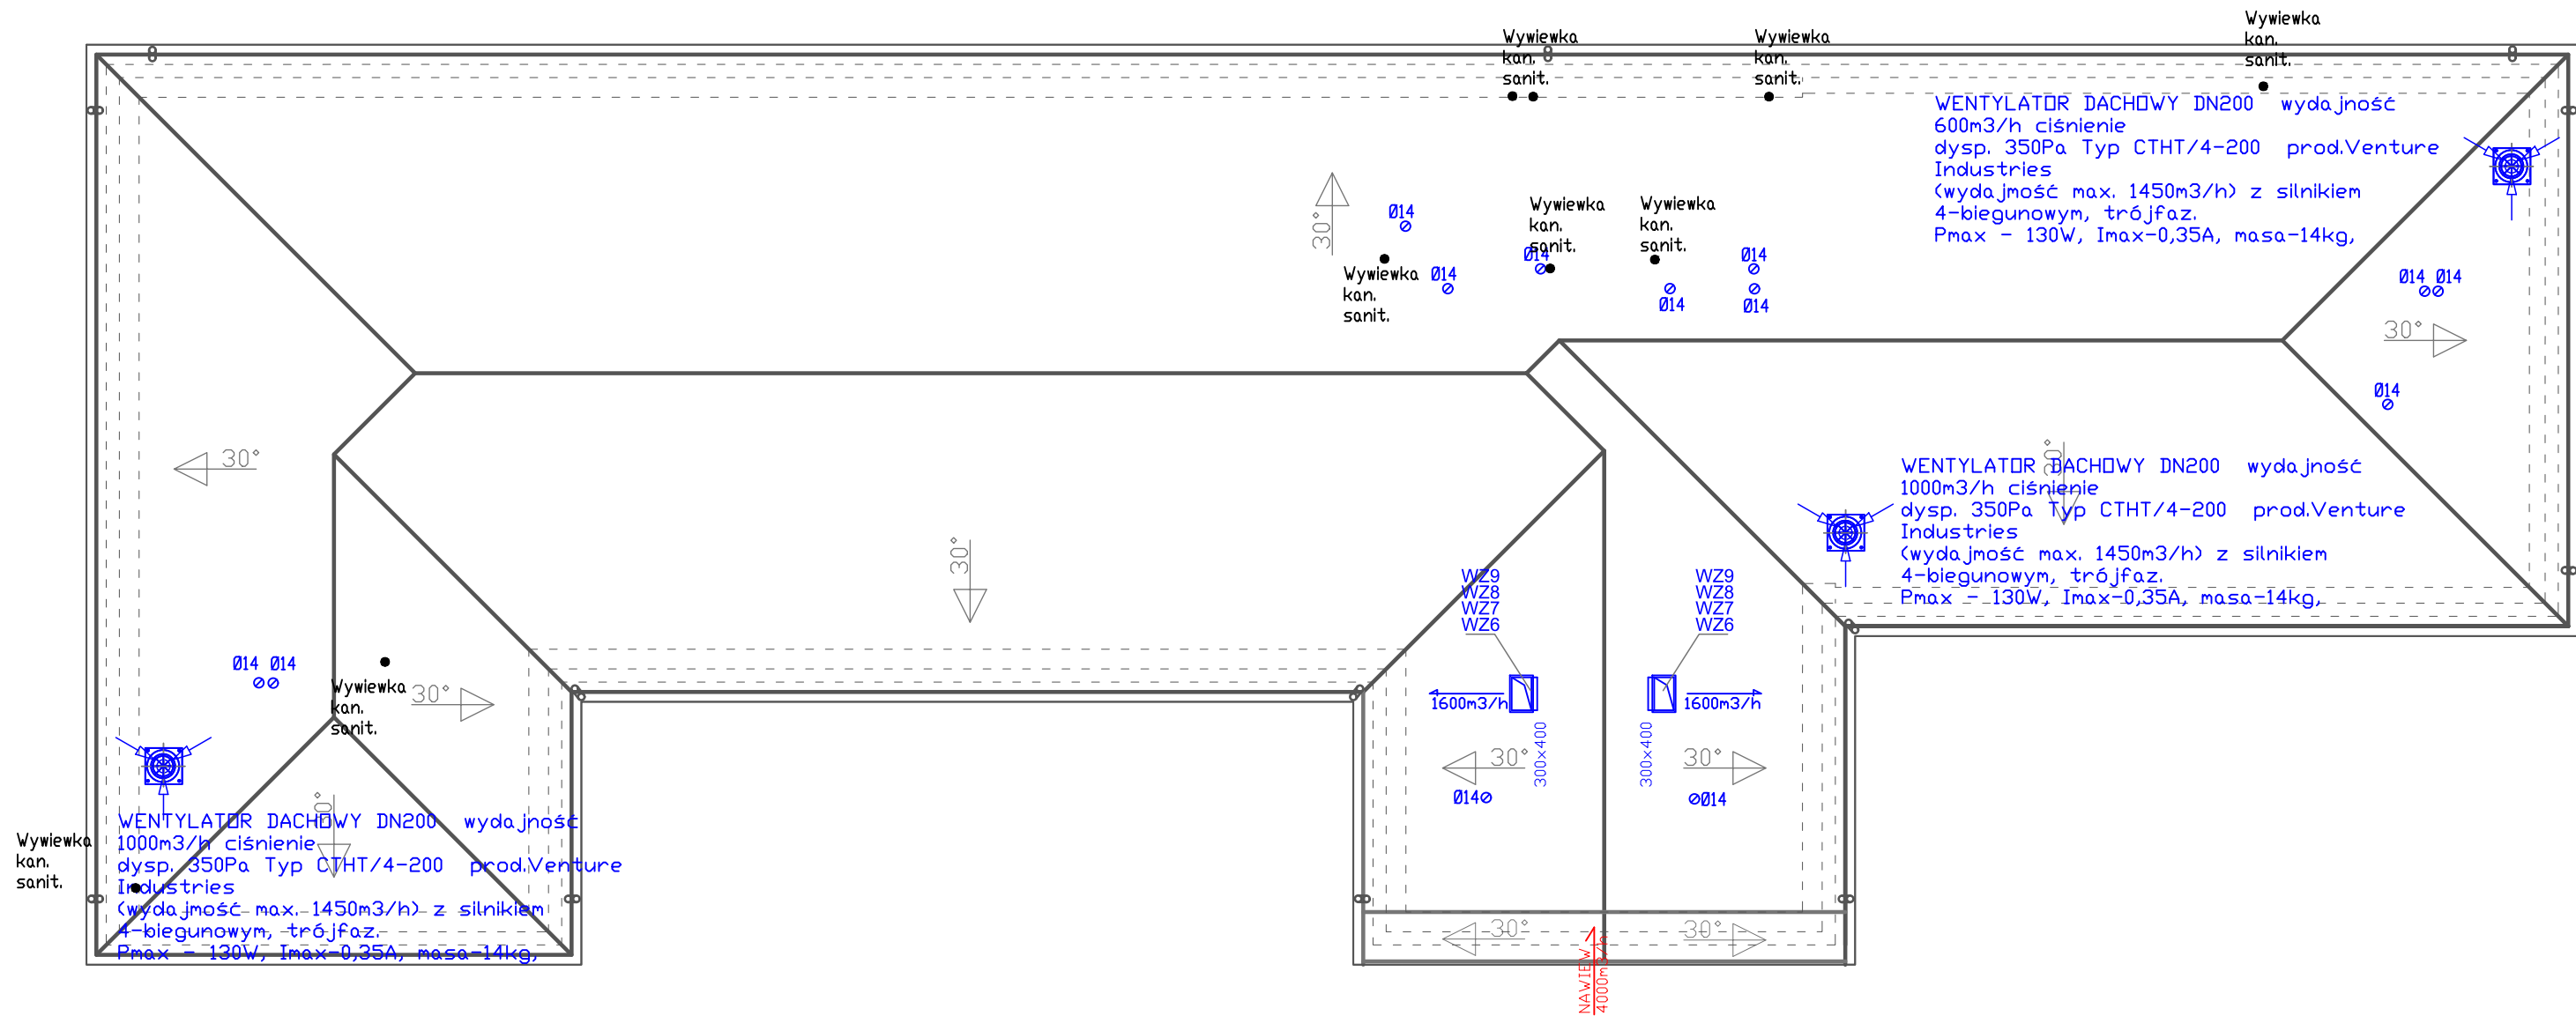 Wywiewka
kan.
sanit.
Wywiewka
kan.
sanit.
Wywiewka
kan.
sanit.
WENTYLATOR DACHOWY DN200 wydajność
600m3/h ciśnienie
dysp. 350Pa Typ CTHT/4-200 prod.Venture
Industries
(wydajmość max. 1450m3/h) z silnikiem
4-biegunowym, trójfaz.
Pmax - 130W, Imax-0,35A, masa-14kg,
30°
Ø14
Wywiewka
kan.
sanit.
Wywiewka
kan.
sanit.
Wywiewka
kan.
sanit.
Ø14
Ø14
Ø14
Ø14
Ø14
Ø14 Ø14
30°
Ø14
30°
30°
30°
WENTYLATOR DACHOWY DN200 wydajność
1000m3/h ciśnienie
dysp. 350Pa Typ CTHT/4-200 prod.Venture
Industries
(wydajmość max. 1450m3/h) z silnikiem
4-biegunowym, trójfaz.
Pmax - 130W, Imax-0,35A, masa-14kg,
WZ9
WZ8
WZ7
WZ6
WZ9
WZ8
WZ7
WZ6
1600m3/h
1600m3/h
300x400
300x400
30°
30°
Ø14
Ø14
30°
30°
NAWIEW
4000m3/h
Ø14 Ø14
Wywiewka
kan.
sanit.
30°
30°
Wywiewka
kan.
sanit.
WENTYLATOR DACHOWY DN200 wydajność
1000m3/h ciśnienie
dysp. 350Pa Typ CTHT/4-200 prod.Venture
Industries
(wydajmość max. 1450m3/h) z silnikiem
4-biegunowym, trójfaz.
Pmax - 130W, Imax-0,35A, masa-14kg,